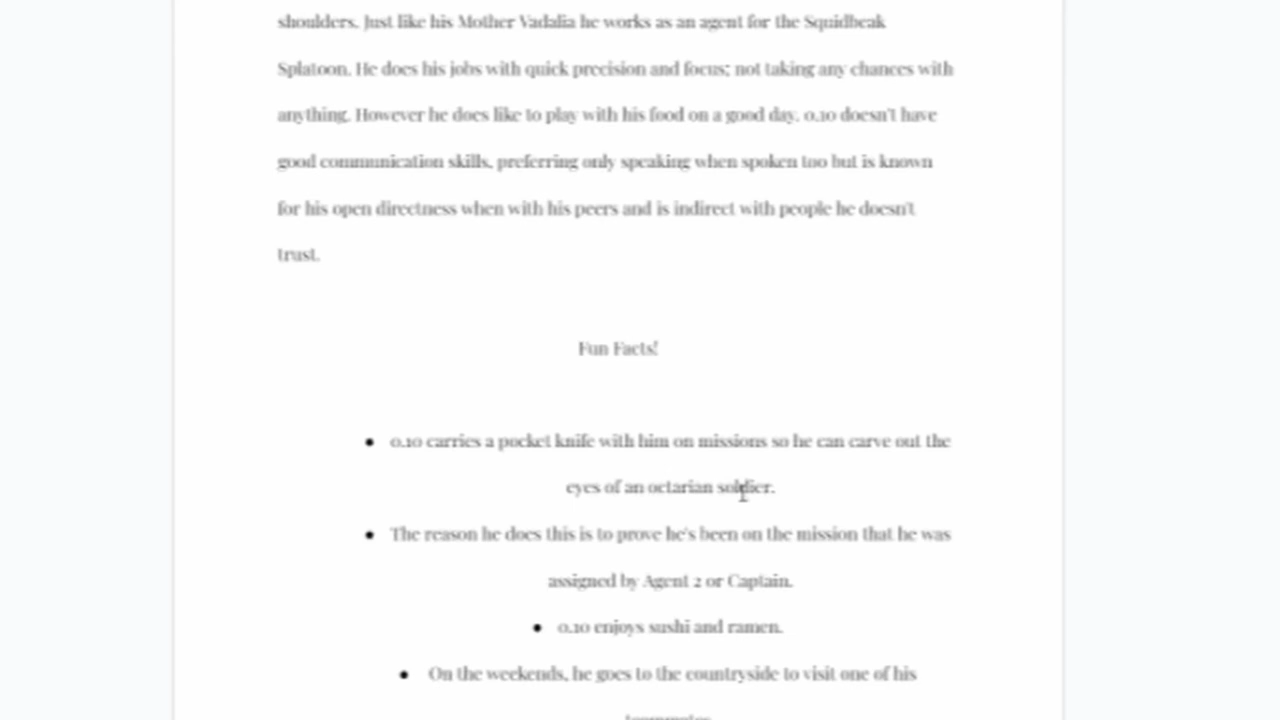 shoulders. Just like his Mother Vadalia he works as an agent for the Squidbeak
Splatoon. He does his jobs with quick precision and focus; not taking any chances with
anything. However he does like to play with his food on a good day. 0.10 doesn't have
good communication skills, preferring only speaking when spoken too but is known
for his open directness when with his peers and is indirect with people he doesn't
trust.
Fun Facts!
• 0.10 carries a pocket knife with him on missions so he can carve out the
eyes of an octarian soldier.
• The reason he does this is to prove he's been on the mission that he was
assigned by Agent 2 or Captain.
• 0.10 enjoys sushi and ramen.
• On the weekends, he goes to the countryside to visit one of his